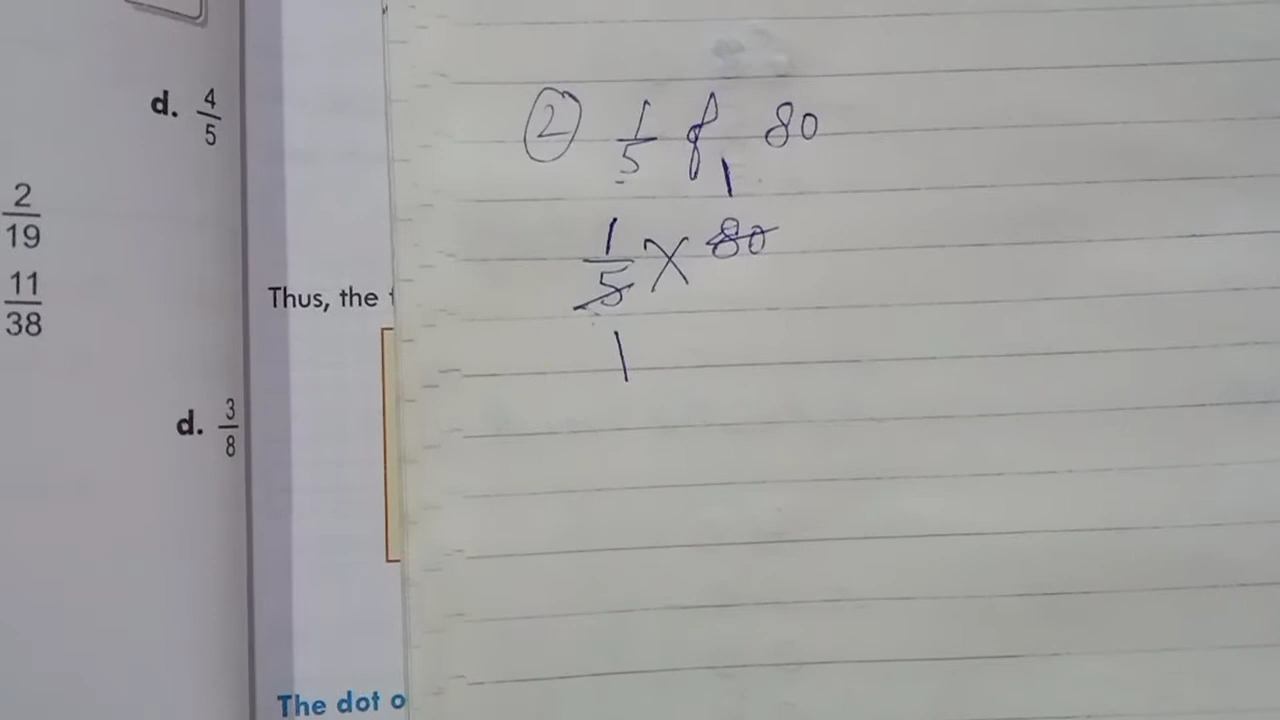 d. 4/5
2/19
11/38
d. 3/8
Thus, the
The dot o
② 1/5 of 80
1
1/5 × 80
1